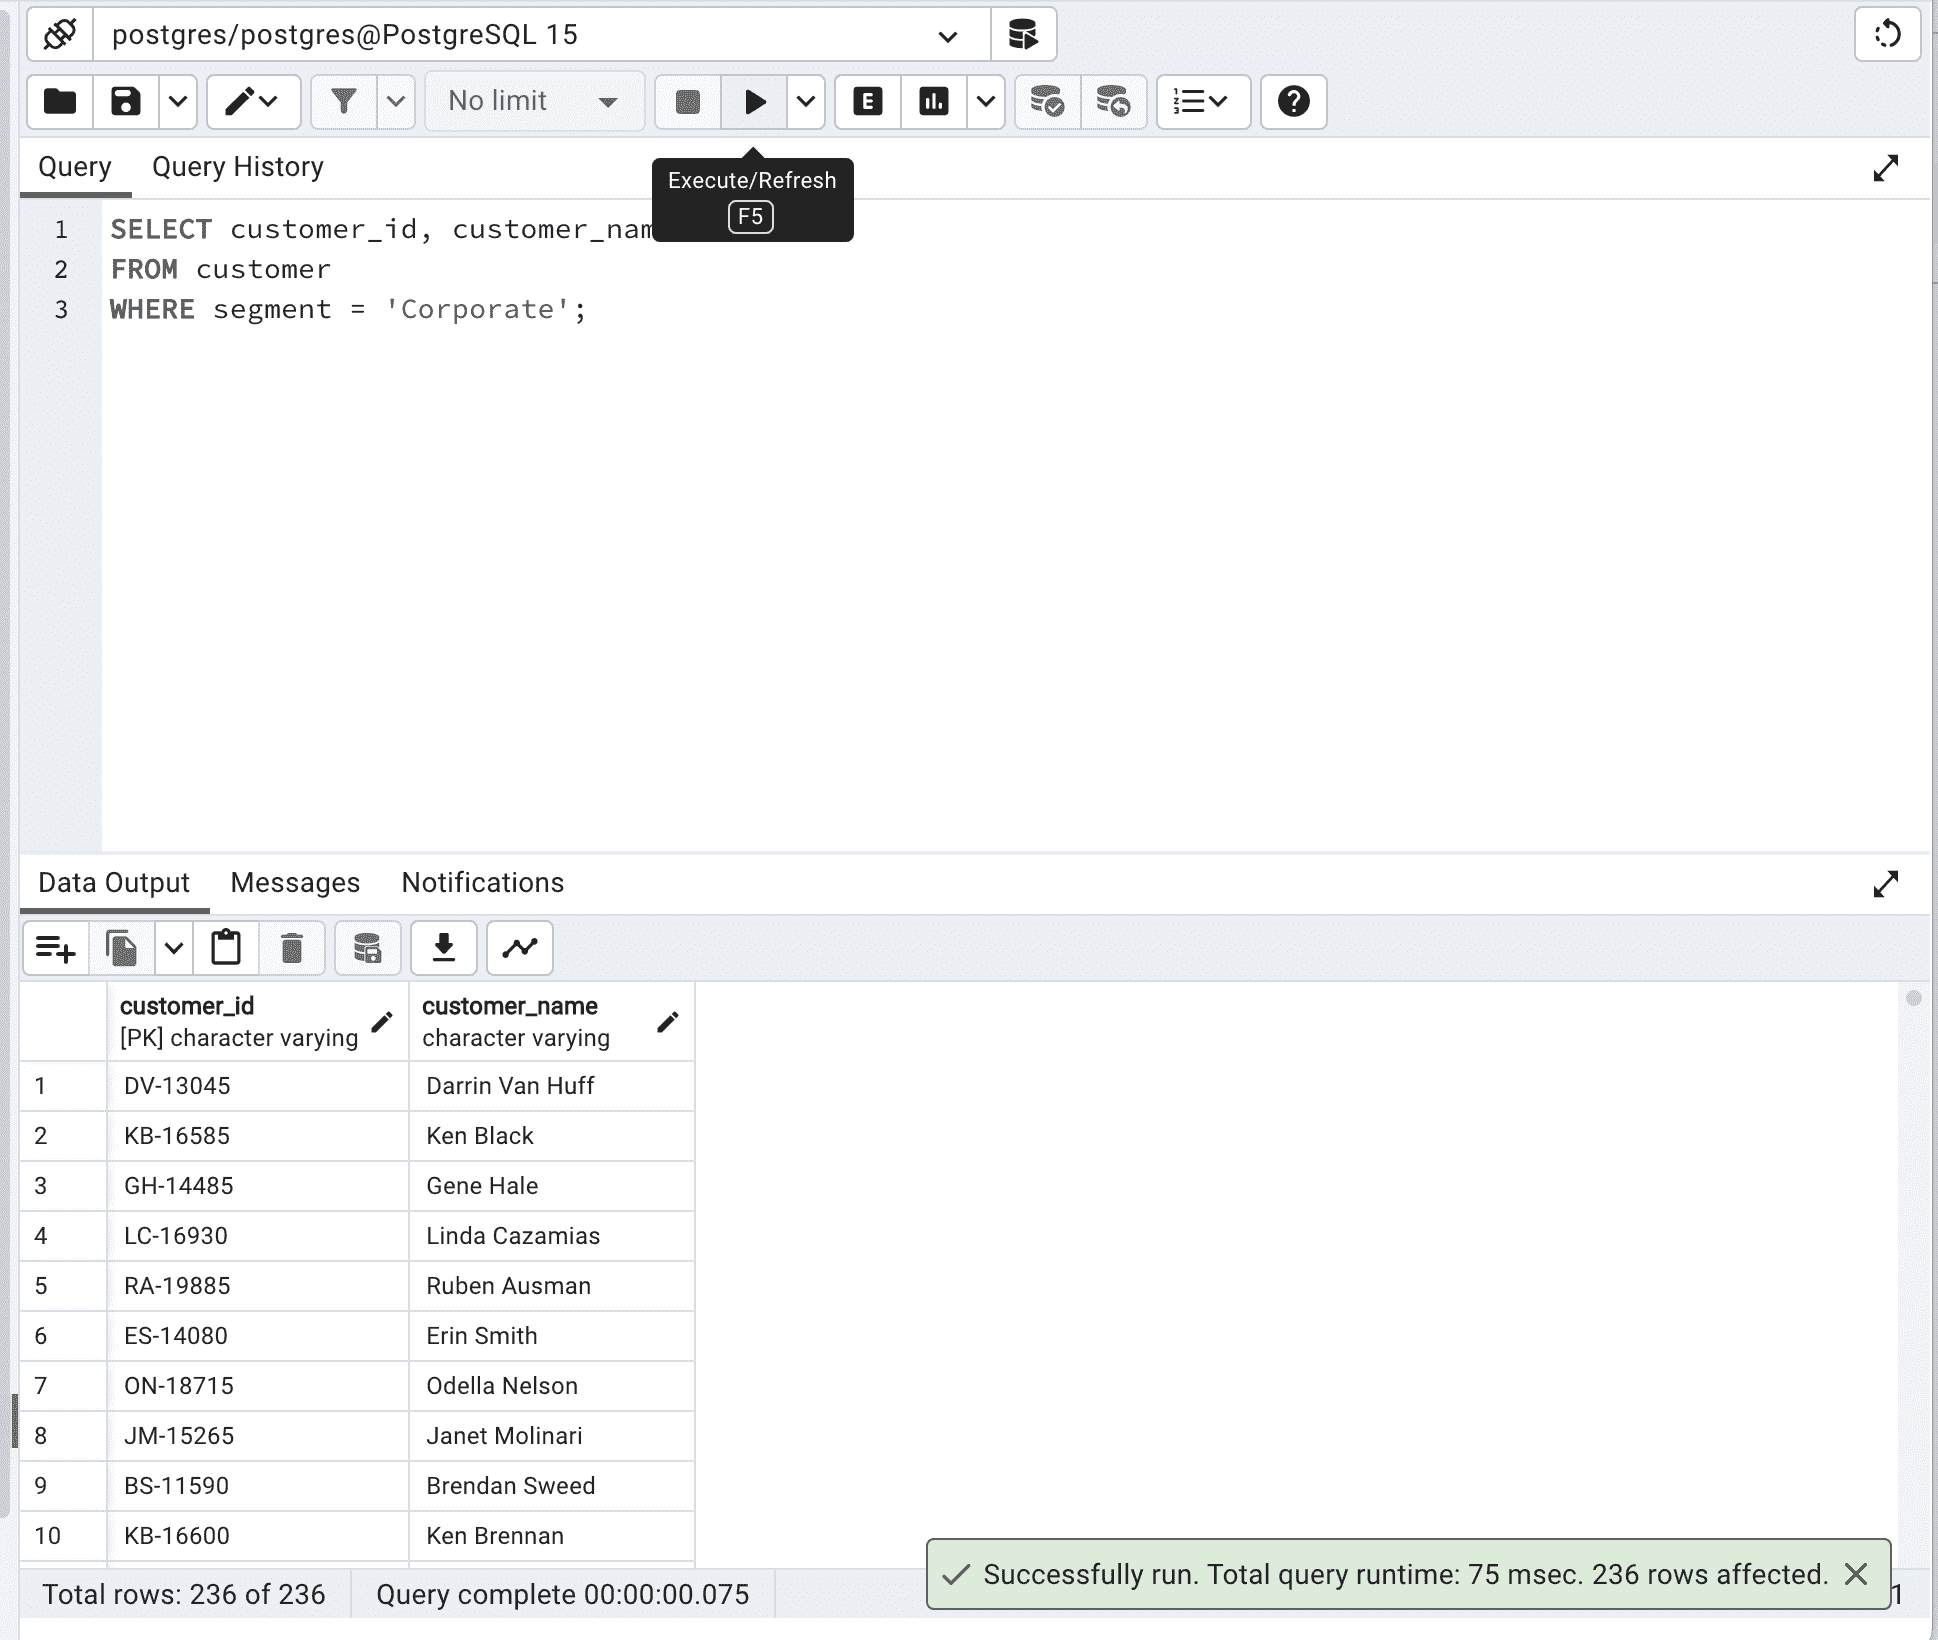 postgres/postgres@PostgreSQL 15
No limit
E
Query Query History
Execute/Refresh
F5
1 SELECT customer_id,
2 FROM customer
3 WHERE segment = 'Corporate';
Data Output Messages Notifications
customer_id customer_name
[PK] character varying character varying
1 DV-13045 Darrin Van Huff
2 KB-16585 Ken Black
3 GH-14485 Gene Hale
4 LC-16930 Linda Cazamias
5 RA-19885 Ruben Ausman
6 ES-14080 Erin Smith
7 ON-18715 Odella Nelson
8 JM-15265 Janet Molinari
9 BS-11590 Brendan Sweed
10 KB-16600 Ken Brennan
Successfully run. Total query runtime: 75 msec. 236 rows affected.
Total rows: 236 of 236 Query complete 00:00:00.075